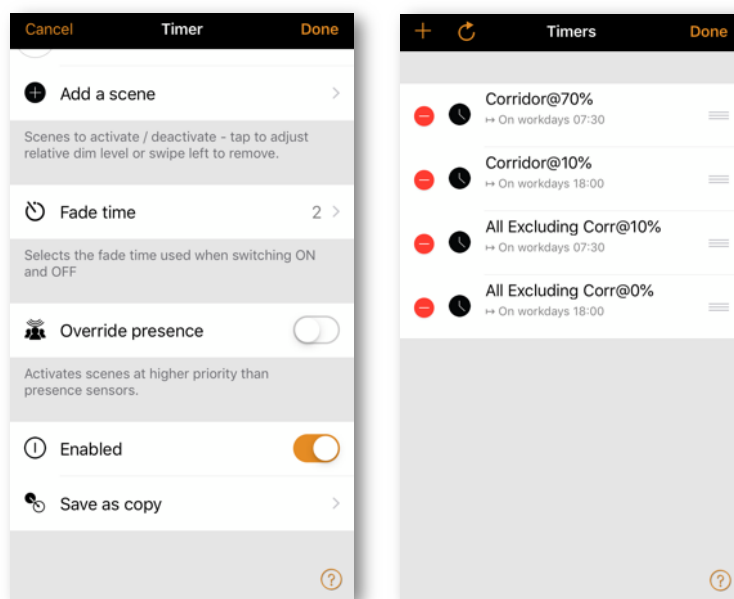 Cancel Timer Done
Add a scene
Scenes to activate / deactivate - tap to adjust
relative dim level or swipe left to remove.
Fade time 2
Selects the fade time used when switching ON
and OFF
Override presence
Activates scenes at higher priority than
presence sensors.
Enabled
Save as copy
?
Timers Done
Corridor@70%
↦ On workdays 07:30
Corridor@10%
↦ On workdays 18:00
All Excluding Corr@10%
↦ On workdays 07:30
All Excluding Corr@0%
↦ On workdays 18:00
?